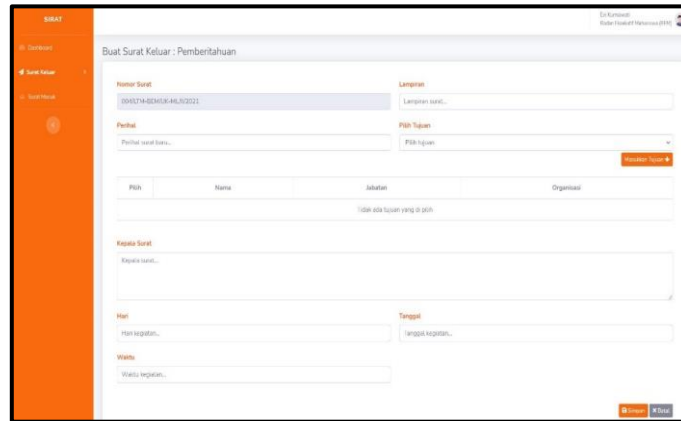 SIRAT
Dashboard
Surat Keluar
Surat Masuk
Buat Surat Keluar : Pemberitahuan
Nomor Surat
Lampiran
Lampiran surat...
Perihal
Pilih Tujuan
Perihal surat baru...
Pilih tujuan
Masukkan Tujuan
Pilih Nama Jabatan Organisasi
Tidak ada tujuan yang di pilih
Kepala Surat
Kepala surat...
Hari
Tanggal
Hari kegiatan...
Tanggal kegiatan...
Waktu
Waktu kegiatan...
Simpan
Batal